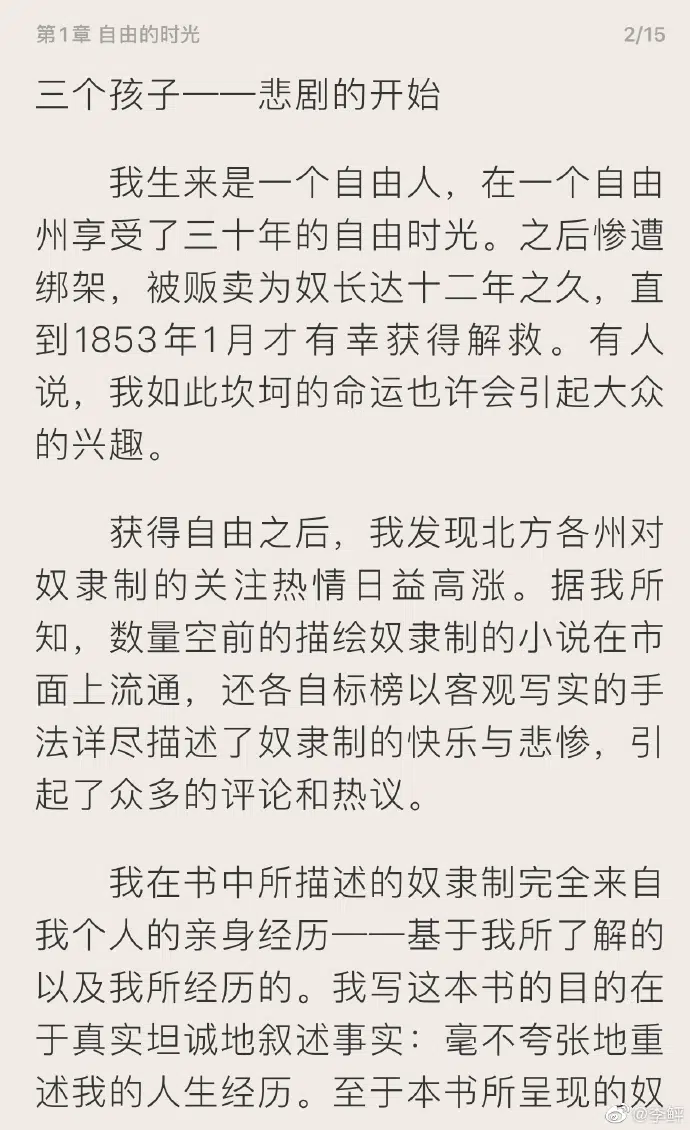 第1章 自由的时光
2/15
三个孩子——悲剧的开始
我生来是一个自由人，在一个自由
州享受了三十年的自由时光。之后惨遭
绑架，被贩卖为奴长达十二年之久，直
到1853年1月才有幸获得解救。有人
说，我如此坎坷的命运也许会引起大众
的兴趣。
获得自由之后，我发现北方各州对
奴隶制的关注热情日益高涨。据我所
知，数量空前的描绘奴隶制的小说在市
面上流通，还各自标榜以客观写实的手
法详尽描述了奴隶制的快乐与悲惨，引
起了众多的评论和热议。
我在书中所描述的奴隶制完全来自
我个人的亲身经历——基于我所了解的
以及我所经历的。我写这本书的目的在
于真实坦诚地叙述事实：毫不夸张地重
述我的人生经历。至于本书所呈现的奴